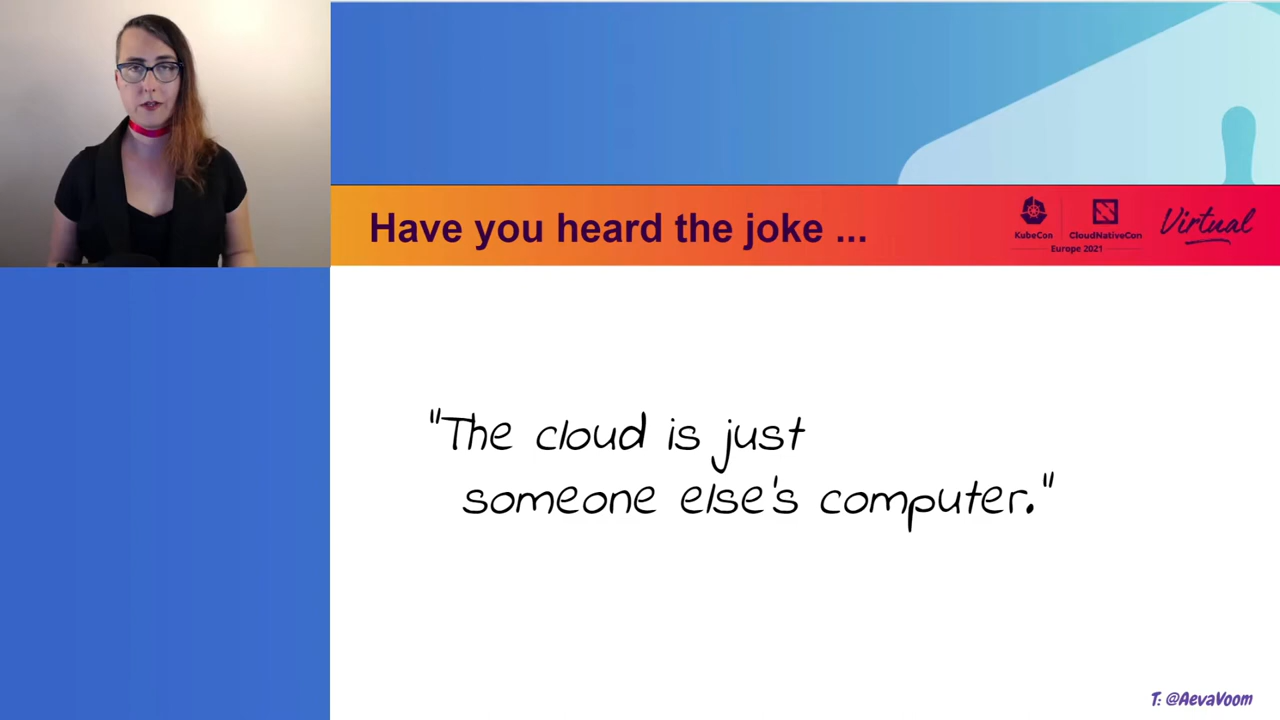 Have you heard the joke ...
KubeCon
CloudNativeCon
Europe 2021
Virtual
"The cloud is just
someone else's computer."
T: @AevaVoom